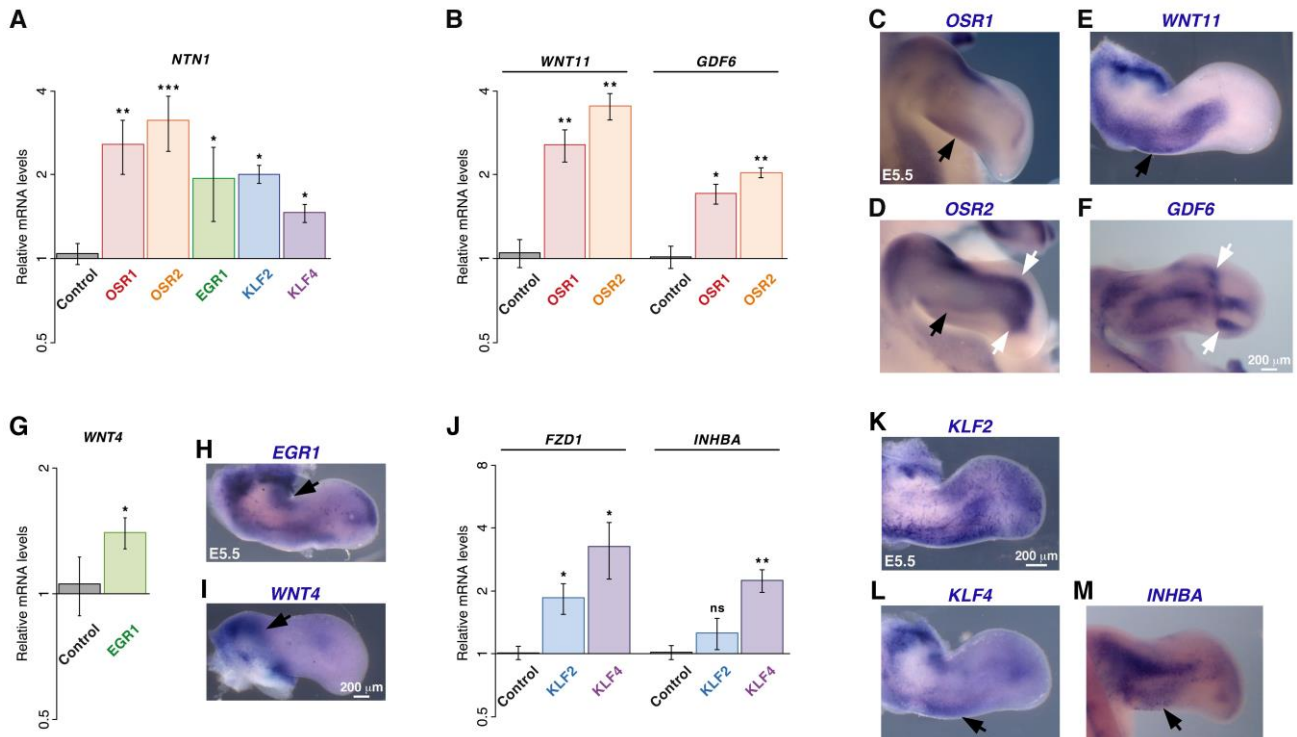 A
NTN1
Relative mRNA levels
4
2
1
0.5
** *** * * *
Control OSR1 OSR2 EGR1 KLF2 KLF4
B
WNT11 GDF6
Relative mRNA levels
4
2
1
0.5
** ** * **
Control OSR1 OSR2 Control OSR1 OSR2
C
OSR1
E5.5
E
WNT11
D
OSR2
F
GDF6
200 µm
G
WNT4
Relative mRNA levels
2
1
0.5
*
Control EGR1
H
EGR1
E5.5
I
WNT4
200 µm
J
FZD1 INHBA
Relative mRNA levels
8
4
2
1
0.5
* * ns **
Control KLF2 KLF4 Control KLF2 KLF4
K
KLF2
E5.5
200 µm
L
KLF4
M
INHBA